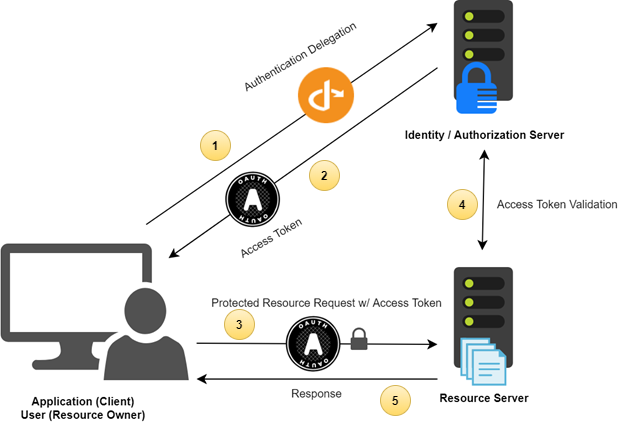 Authentication Delegation
1
Identity / Authorization Server
2
OAUTH
A
OAUTH
Access Token
4
Access Token Validation
Protected Resource Request w/ Access Token
3
OAUTH
A
OAUTH
Response
5
Resource Server
Application (Client)
User (Resource Owner)